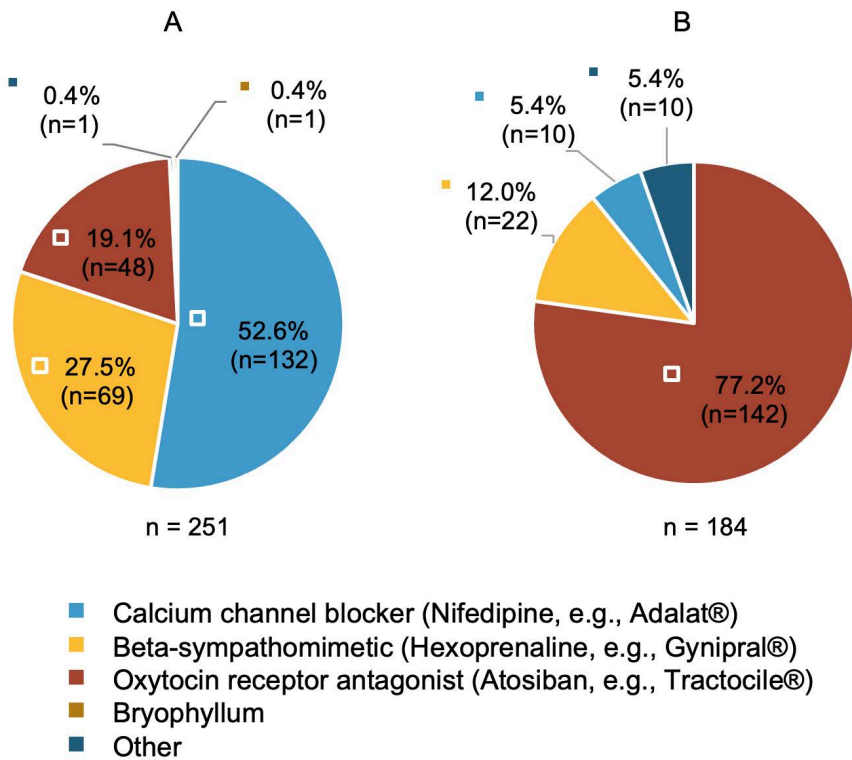 A
B
0.4%
(n=1)
0.4%
(n=1)
19.1%
(n=48)
52.6%
(n=132)
27.5%
(n=69)
n = 251
5.4%
(n=10)
5.4%
(n=10)
12.0%
(n=22)
77.2%
(n=142)
n = 184
Calcium channel blocker (Nifedipine, e.g., Adalat®)
Beta-sympathomimetic (Hexoprenaline, e.g., Gynipral®)
Oxytocin receptor antagonist (Atosiban, e.g., Tractocile®)
Bryophyllum
Other